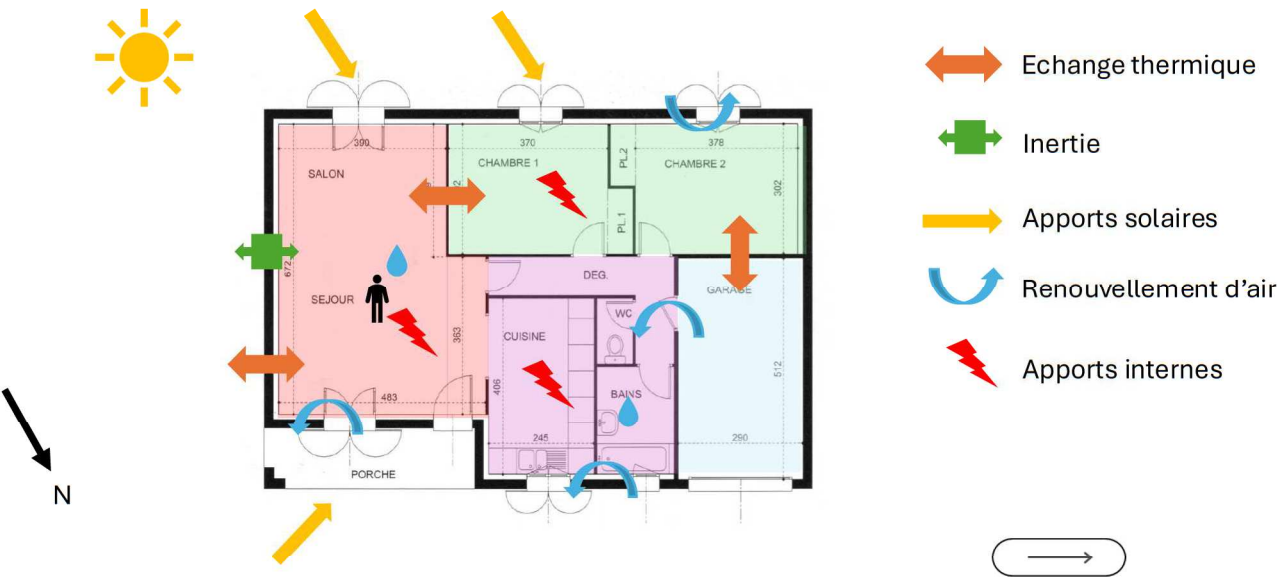 Echange thermique
Inertie
Apports solaires
Renouvellement d'air
Apports internes
390
370
378
SALON
CHAMBRE 1
PL.2
CHAMBRE 2
302
PL.1
672
DEG.
SEJOUR
GARAGE
WC
CUISINE
363
512
406
BAINS
483
245
290
PORCHE
N